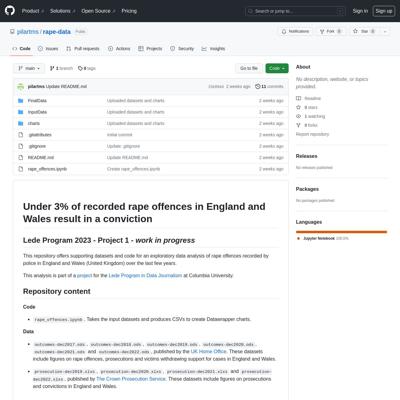 Product Solutions Open Source Pricing
Search or jump to...
/
Sign in
Sign up
pilartms / rape-data Public
Notifications
Fork 0
Star 0
Code
Issues
Pull requests
Actions
Projects
Security
Insights
main
1 branch
0 tags
Go to file
Code
pilartms Update README.md
2 weeks ago
11 commits
FinalData Uploaded datasets and charts 2 weeks ago
InputData Uploaded datasets and charts 2 weeks ago
charts Uploaded datasets and charts 2 weeks ago
.gitattributes Initial commit 2 weeks ago
.gitignore Update .gitignore 2 weeks ago
README.md Update README.md 2 weeks ago
rape_offences.ipynb Create rape_offences.ipynb 2 weeks ago
Under 3% of recorded rape offences in England and
Wales result in a conviction
Lede Program 2023 - Project 1 - work in progress
This repository offers supporting datasets and code for an exploratory data analysis of rape offences recorded by
police in England and Wales (United Kingdom) over the last few years.
This analysis is part of a project for the Lede Program in Data Journalism at Columbia University.
Repository content
Code
rape_offences.ipynb , Takes the input datasets and produces CSVs to create Datawrapper charts.
Data
outcomes-dec2017.ods , outcomes-dec2018.ods , outcomes-dec2019.ods , outcomes-dec2020.ods ,
outcomes-dec2021.ods and outcomes-dec2022.ods , published by the UK Home Office. These datasets
include figures on rape offences, prosecutions and victims withdrawing support for cases in England and Wales.
prosecution-dec2019.xlsx , prosecution-dec2020.xlsx , prosecution-dec2021.xlsx and prosecution-
dec2022.xlsx , published by The Crown Prosecution Service. These datasets include figures on prosecutions
and convictions in England and Wales.
About
No description, website, or topics
provided.
Readme
0 stars
1 watching
0 forks
Report repository
Releases
No releases published
Packages
No packages published
Languages
Jupyter Notebook 100.0%